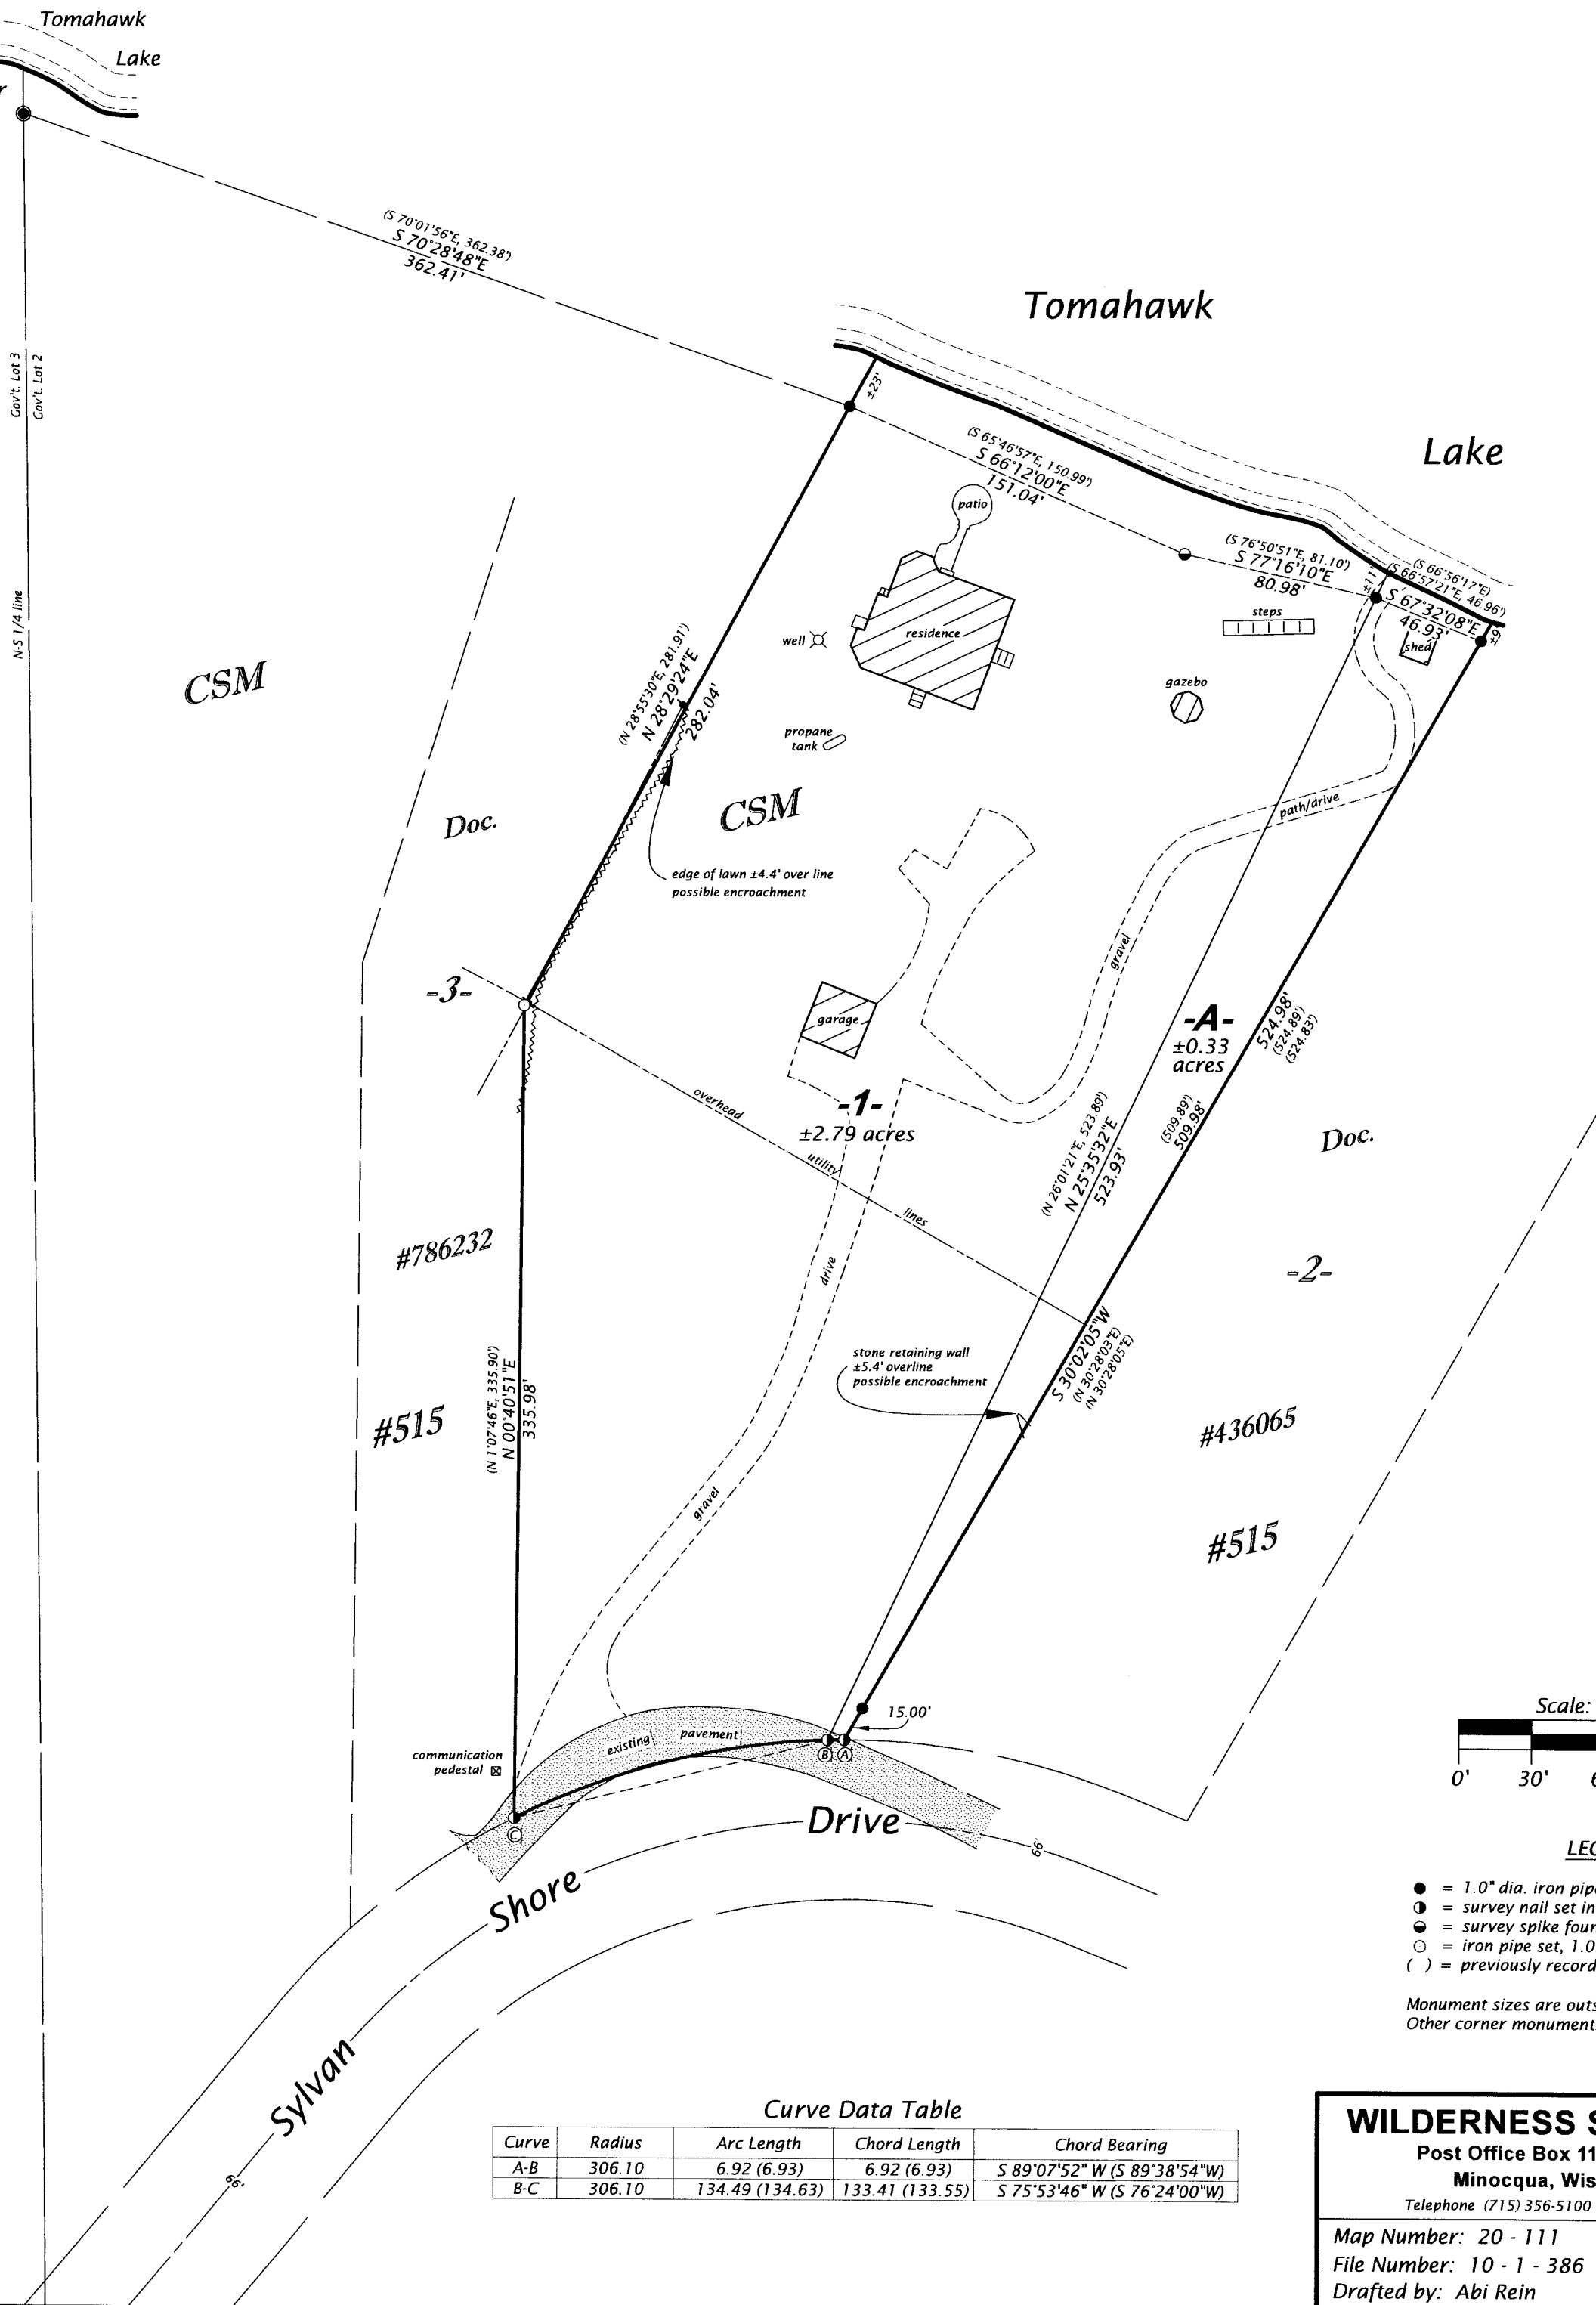 Tomahawk
Lake
(S 70°01'56"E, 362.38')
S 70°28'48"E
362.41'
Tomahawk
Lake
Gov't. Lot 3
Gov't. Lot 2
N-S 1/4 line
±23'
(S 65°46'57"E, 150.99')
S 66°12'00"E
151.04'
patio
(S 76°50'51"E, 81.10')
S 77°16'10"E
80.98'
±11'
(S 66°56'17"E)
(S 66°57'21"E, 46.96')
S 67°32'08"E
46.93'
steps
shed
well
residence
gazebo
propane
tank
(N 28°55'30"E, 281.91')
N 28°29'24"E
282.04'
CSM
CSM
Doc.
edge of lawn ±4.4' over line
possible encroachment
path/drive
gravel
-3-
garage
-A-
±0.33
acres
524.98'
(524.89')
(524.83')
(509.89')
509.98'
-1-
±2.79 acres
overhead
utility
lines
(N 26°01'21"E, 523.89')
N 25°35'32"E
523.93'
Doc.
#786232
drive
-2-
S 30°02'05"W
(N 30°28'03"E)
(N 30°28'05"E)
stone retaining wall
±5.4' overline
possible encroachment
(N 1°07'46"E, 335.90')
N 00°40'51"E
335.98'
#515
#436065
gravel
#515
15.00'
existing
pavement
B
A
communication
pedestal
C
Drive
Shore
Sylvan
66'
66'
Scale:
0'
30'
= 1.0" dia. iron pip
= survey nail set in
= survey spike four
= iron pipe set, 1.0
( ) = previously record
Monument sizes are outs
Other corner monument
Curve Data Table
Curve Radius Arc Length Chord Length Chord Bearing
A-B 306.10 6.92 (6.93) 6.92 (6.93) S 89°07'52" W (S 89°38'54"W)
B-C 306.10 134.49 (134.63) 133.41 (133.55) S 75°53'46" W (S 76°24'00"W)
WILDERNESS S
Post Office Box 11
Minocqua, Wis
Telephone (715) 356-5100
Map Number: 20 - 111
File Number: 10 - 1 - 386
Drafted by: Abi Rein